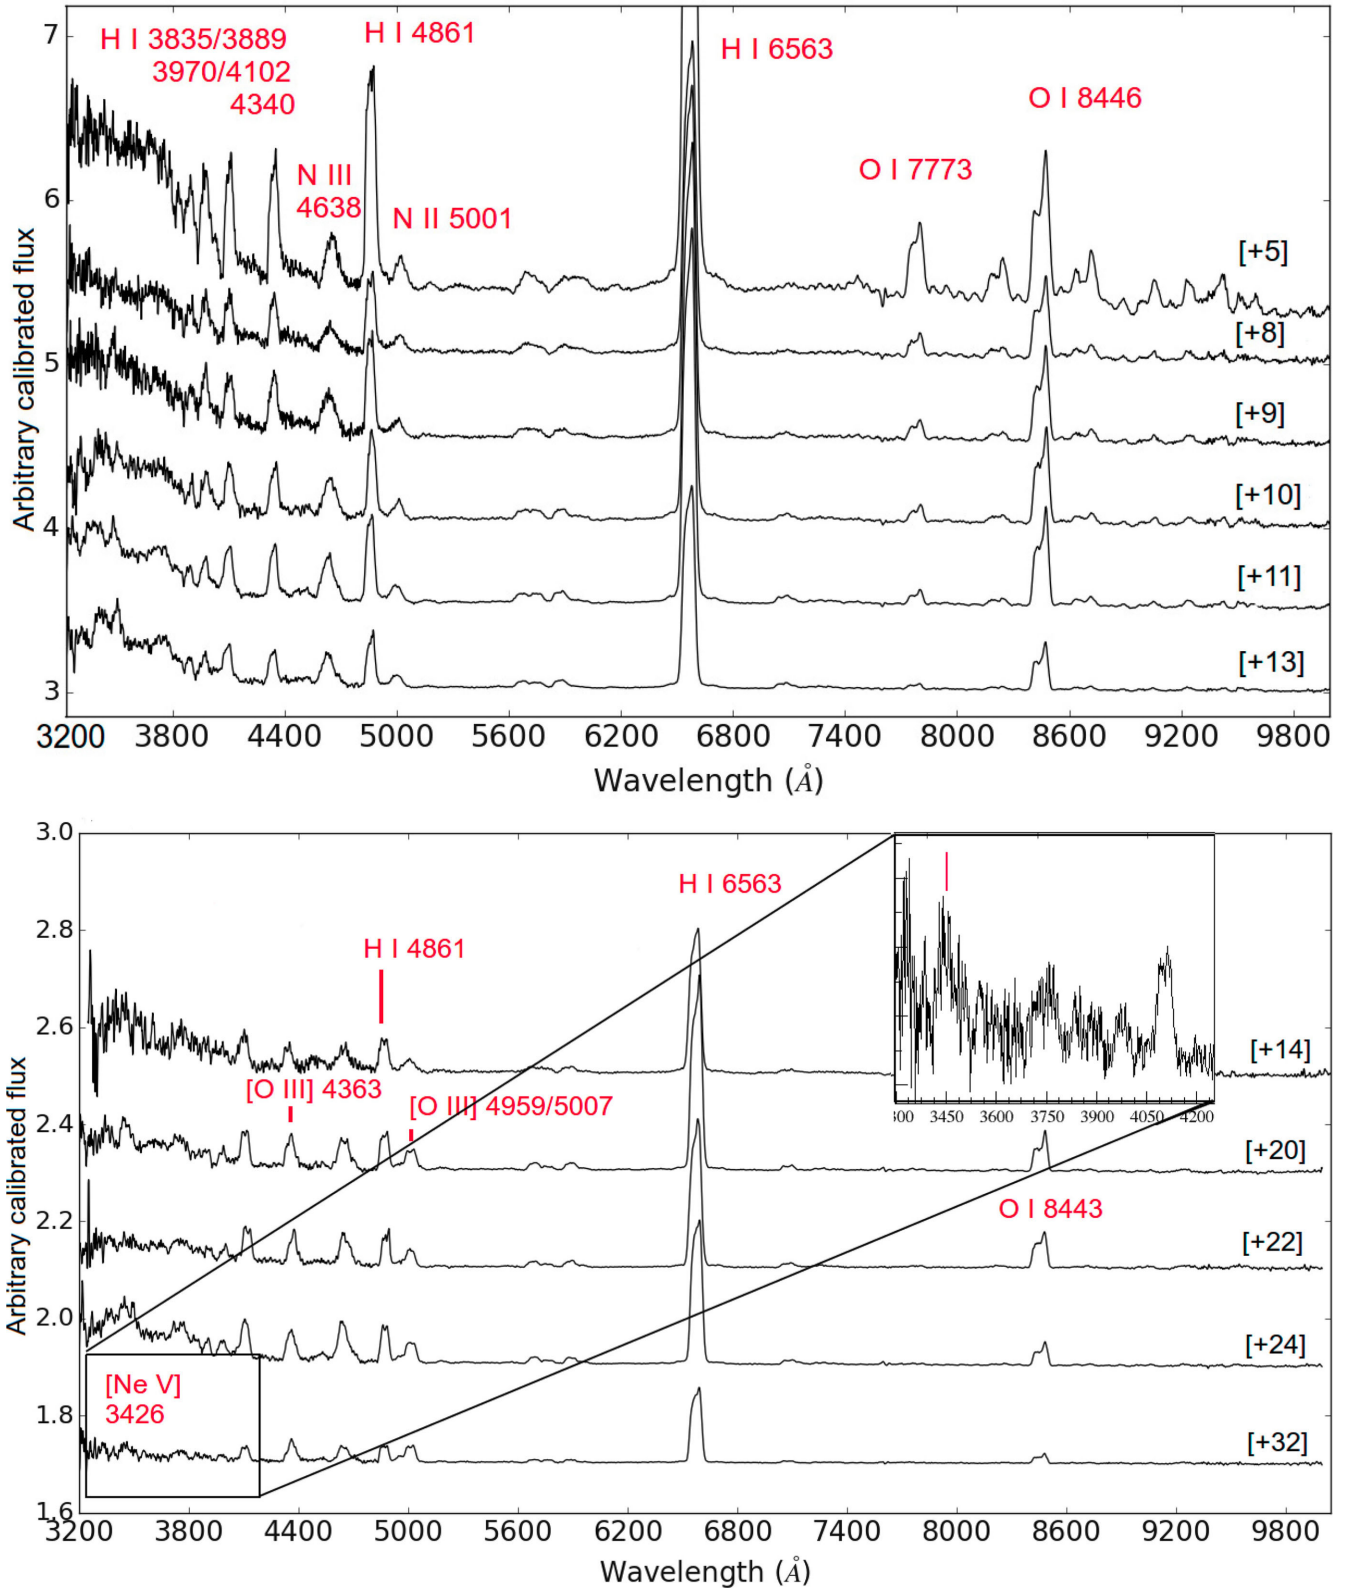 7
H I 3835/3889
3970/4102
4340
H I 4861
H I 6563
O I 8446
N III
4638
N II 5001
O I 7773
6
[+5]
[+8]
5
[+9]
[+10]
4
[+11]
[+13]
3
Arbitrary calibrated flux
3200 3800 4400 5000 5600 6200 6800 7400 8000 8600 9200 9800
Wavelength (Å)
3.0
H I 6563
2.8
H I 4861
2.6
[+14]
[O III] 4363
[O III] 4959/5007
300 3450 3600 3750 3900 4050 4200
2.4
[+20]
O I 8443
2.2
[+22]
2.0
[+24]
[Ne V]
3426
1.8
[+32]
1.6
Arbitrary calibrated flux
3200 3800 4400 5000 5600 6200 6800 7400 8000 8600 9200 9800
Wavelength (Å)